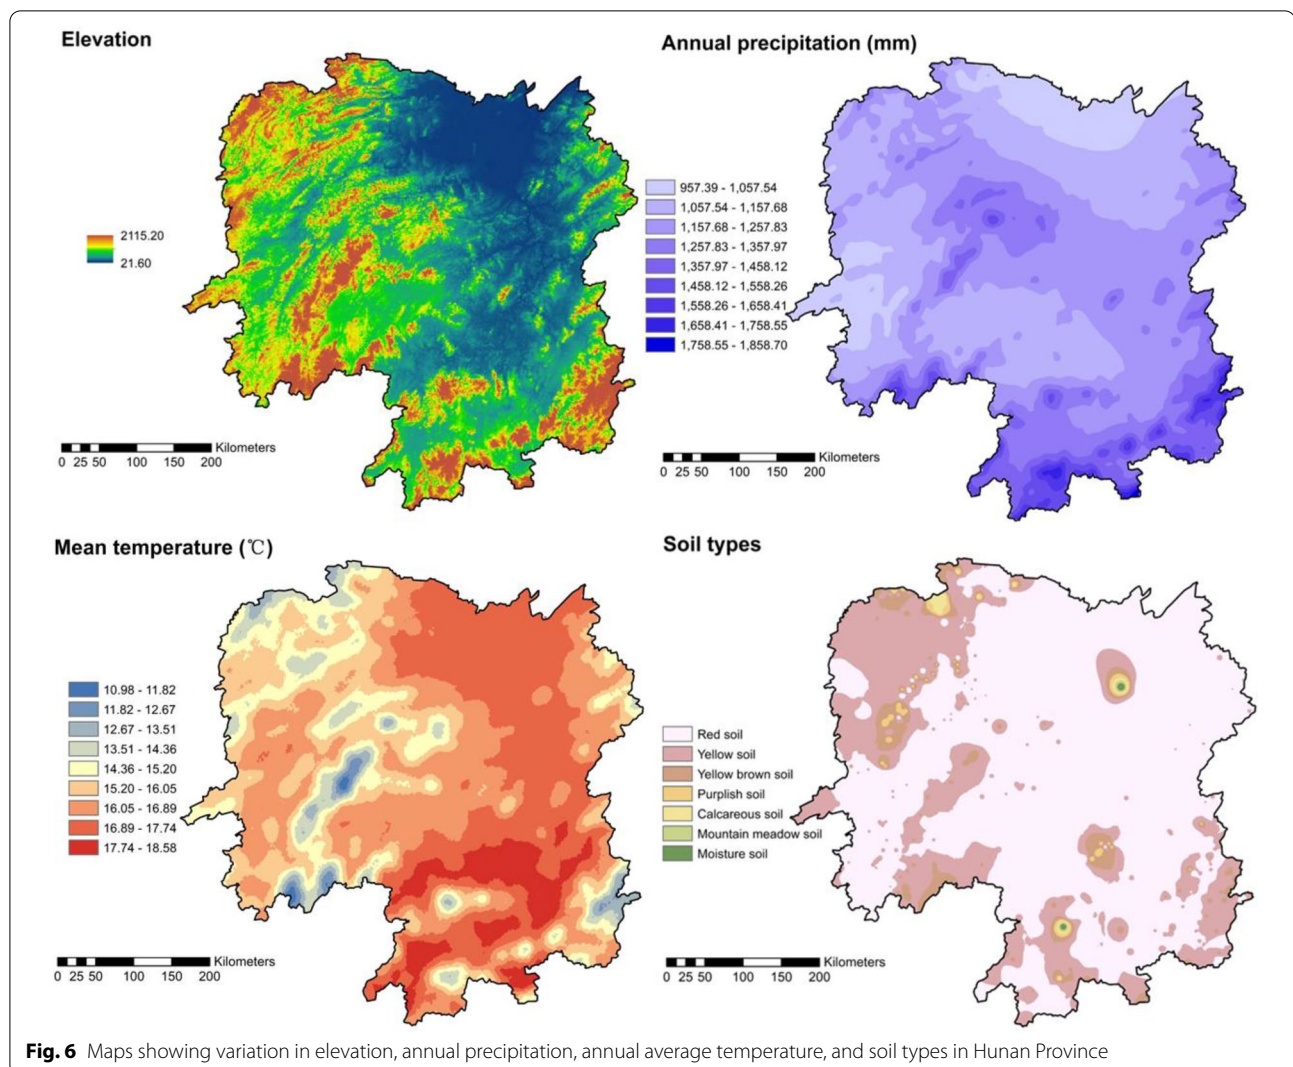 Elevation
2115.20
21.60
Kilometers
0 25 50 100 150 200
Annual precipitation (mm)
957.39 - 1,057.54
1,057.54 - 1,157.68
1,157.68 - 1,257.83
1,257.83 - 1,357.97
1,357.97 - 1,458.12
1,458.12 - 1,558.26
1,558.26 - 1,658.41
1,658.41 - 1,758.55
1,758.55 - 1,858.70
Kilometers
0 25 50 100 150 200
Mean temperature (℃)
10.98 - 11.82
11.82 - 12.67
12.67 - 13.51
13.51 - 14.36
14.36 - 15.20
15.20 - 16.05
16.05 - 16.89
16.89 - 17.74
17.74 - 18.58
Kilometers
0 25 50 100 150 200
Soil types
Red soil
Yellow soil
Yellow brown soil
Purplish soil
Calcareous soil
Mountain meadow soil
Moisture soil
Kilometers
0 25 50 100 150 200
Fig. 6 Maps showing variation in elevation, annual precipitation, annual average temperature, and soil types in Hunan Province